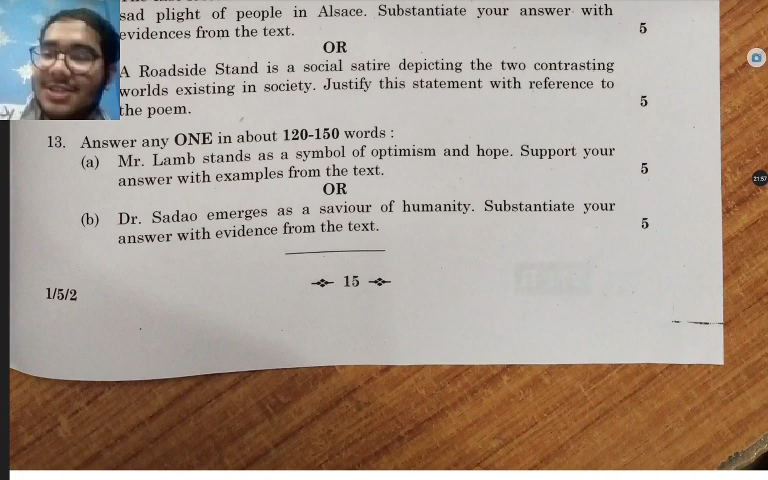 sad plight of people in Alsace. Substantiate your answer with
evidences from the text. 5
OR
A Roadside Stand is a social satire depicting the two contrasting
worlds existing in society. Justify this statement with reference to
the poem. 5
13. Answer any ONE in about 120-150 words :
(a) Mr. Lamb stands as a symbol of optimism and hope. Support your
answer with examples from the text. 5
OR
(b) Dr. Sadao emerges as a saviour of humanity. Substantiate your
answer with evidence from the text. 5
15
1/5/2
21:57